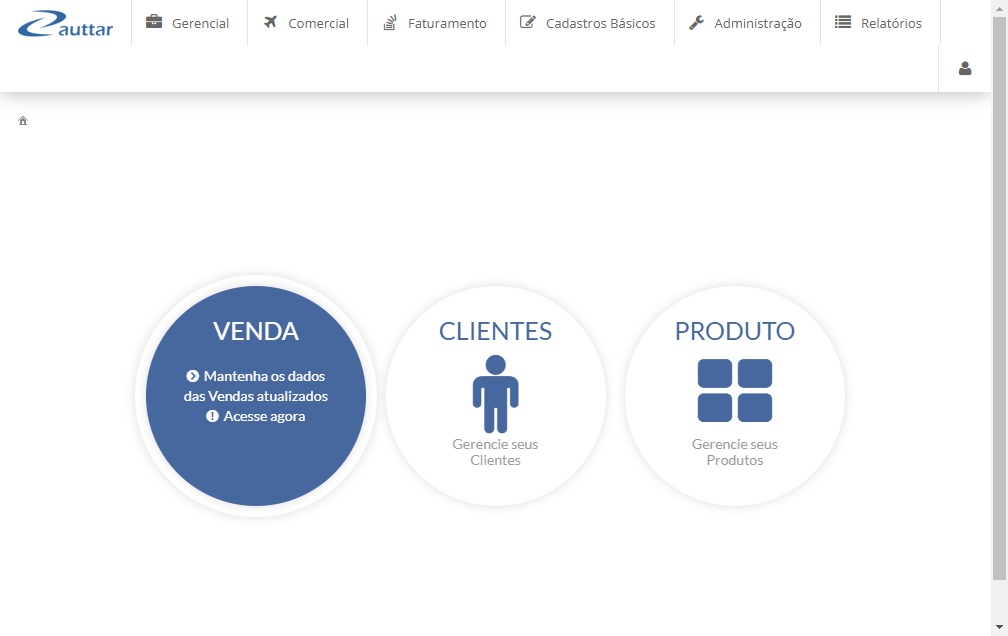 auttar
Gerencial
Comercial
Faturamento
Cadastros Básicos
Administração
Relatórios
VENDA
Mantenha os dados
das Vendas atualizados
Acesse agora
CLIENTES
Gerencie seus
Clientes
PRODUTO
Gerencie seus
Produtos